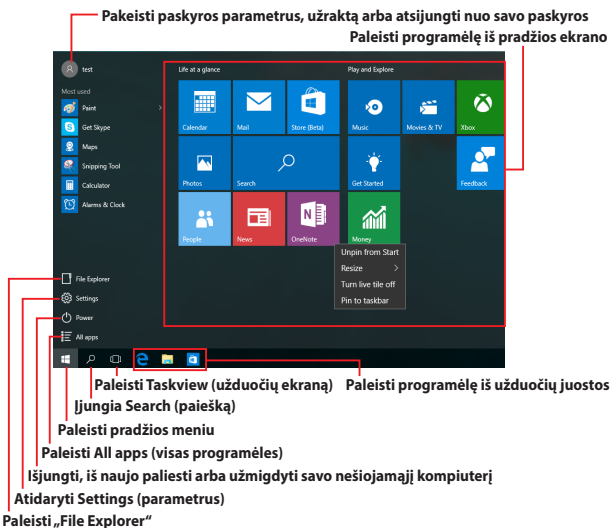 Pakeisti paskyros parametrus, užraktą arba atsijungti nuo savo paskyros
Paleisti programėlę iš pradžios ekrano
test
Life at a glance
Play and Explore
Most used
Paint
Get Skype
Maps
Snipping Tool
Calculator
Alarms & Clock
Calendar
Mail
Store (Beta)
Music
Movies & TV
Xbox
Photos
Search
Get Started
Feedback
People
News
OneNote
Money
Unpin from Start
Resize
Turn live tile off
Pin to taskbar
File Explorer
Settings
Power
All apps
Paleisti Taskview (užduočių ekraną)
Paleisti programėlę iš užduočių juostos
Įjungia Search (paiešką)
Paleisti pradžios meniu
Paleisti All apps (visas programėles)
Išjungti, iš naujo paliesti arba užmigdyti savo nešiojamąjį kompiuterį
Atidaryti Settings (parametrus)
Paleisti „File Explorer“